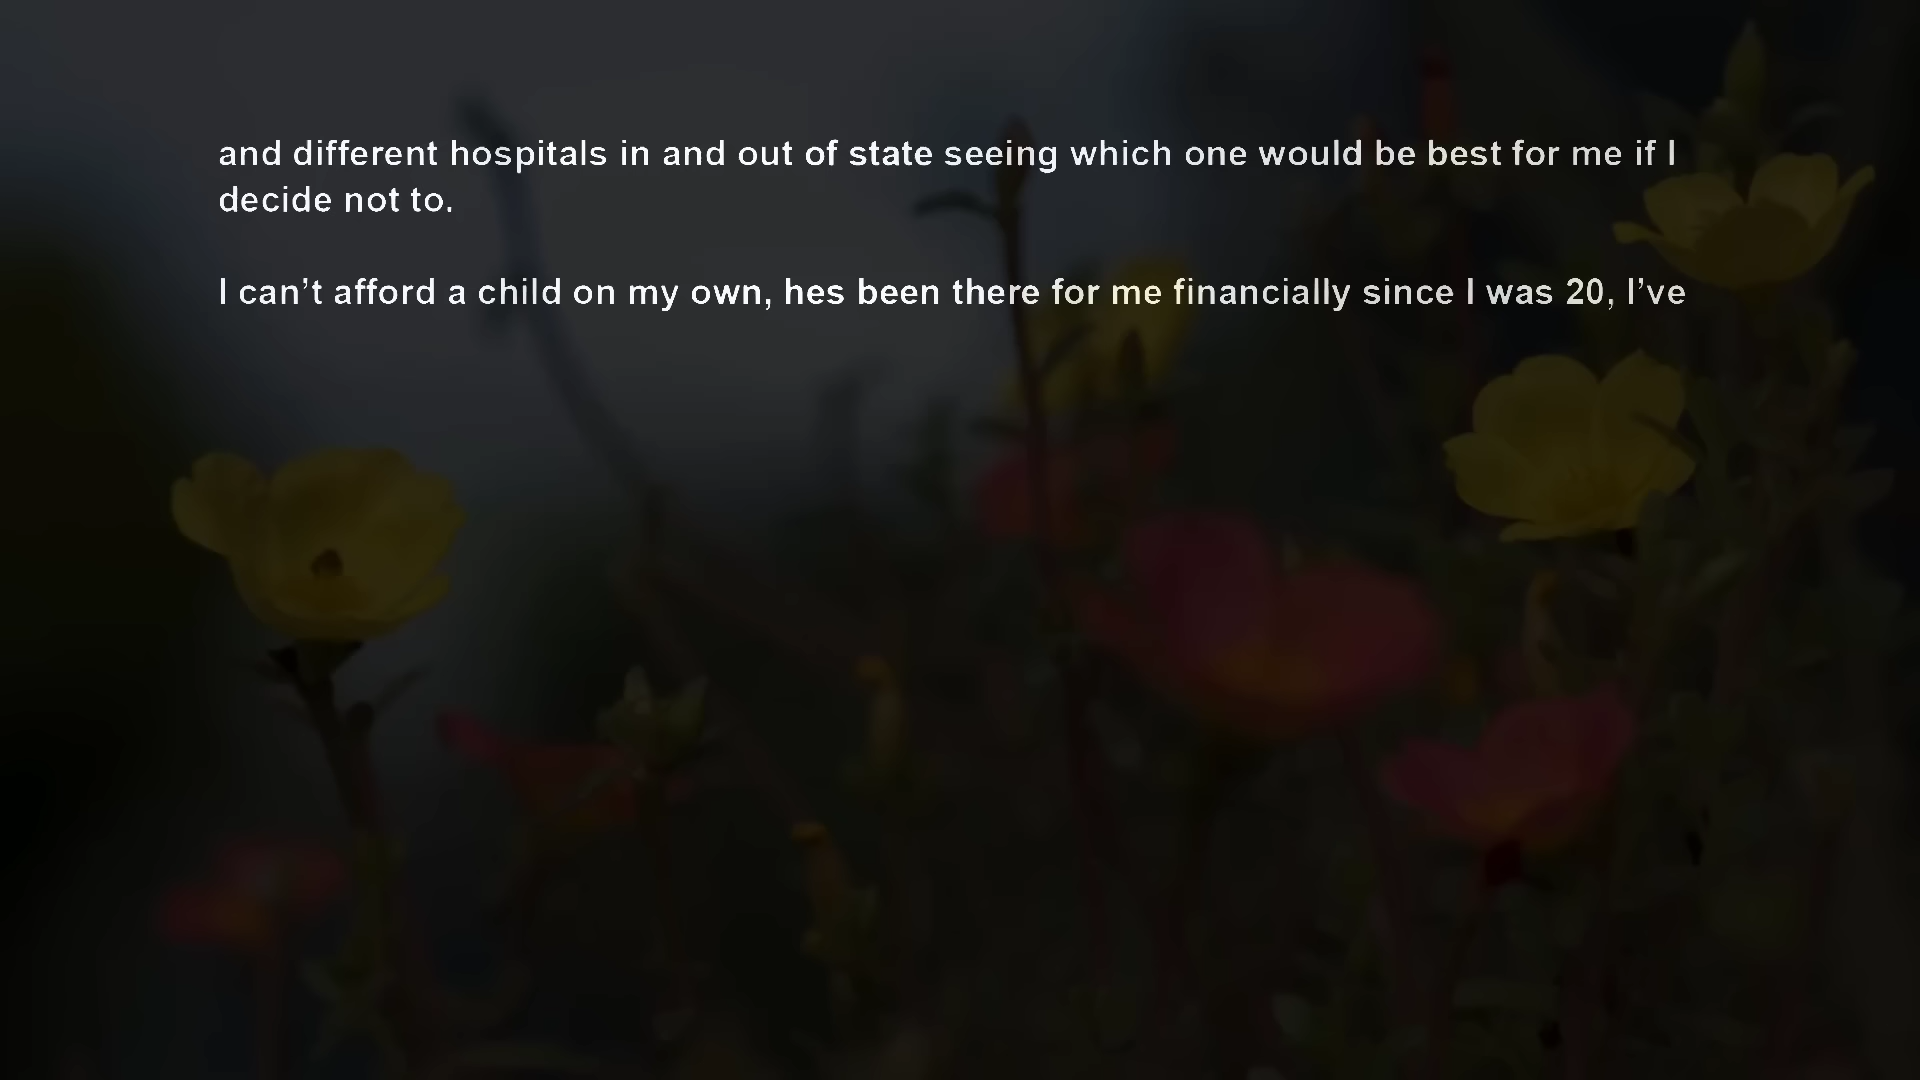 and different hospitals in and out of state seeing which one would be best for me if I
decide not to.
I can’t afford a child on my own, hes been there for me financially since I was 20, I’ve